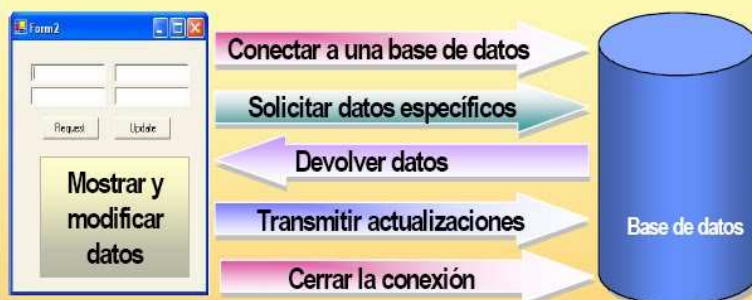 Form2
Conectar a una base de datos
Solicitar datos específicos
Request
Update
Devolver datos
Mostrar y
modificar
datos
Transmitir actualizaciones
Base de datos
Cerrar la conexión